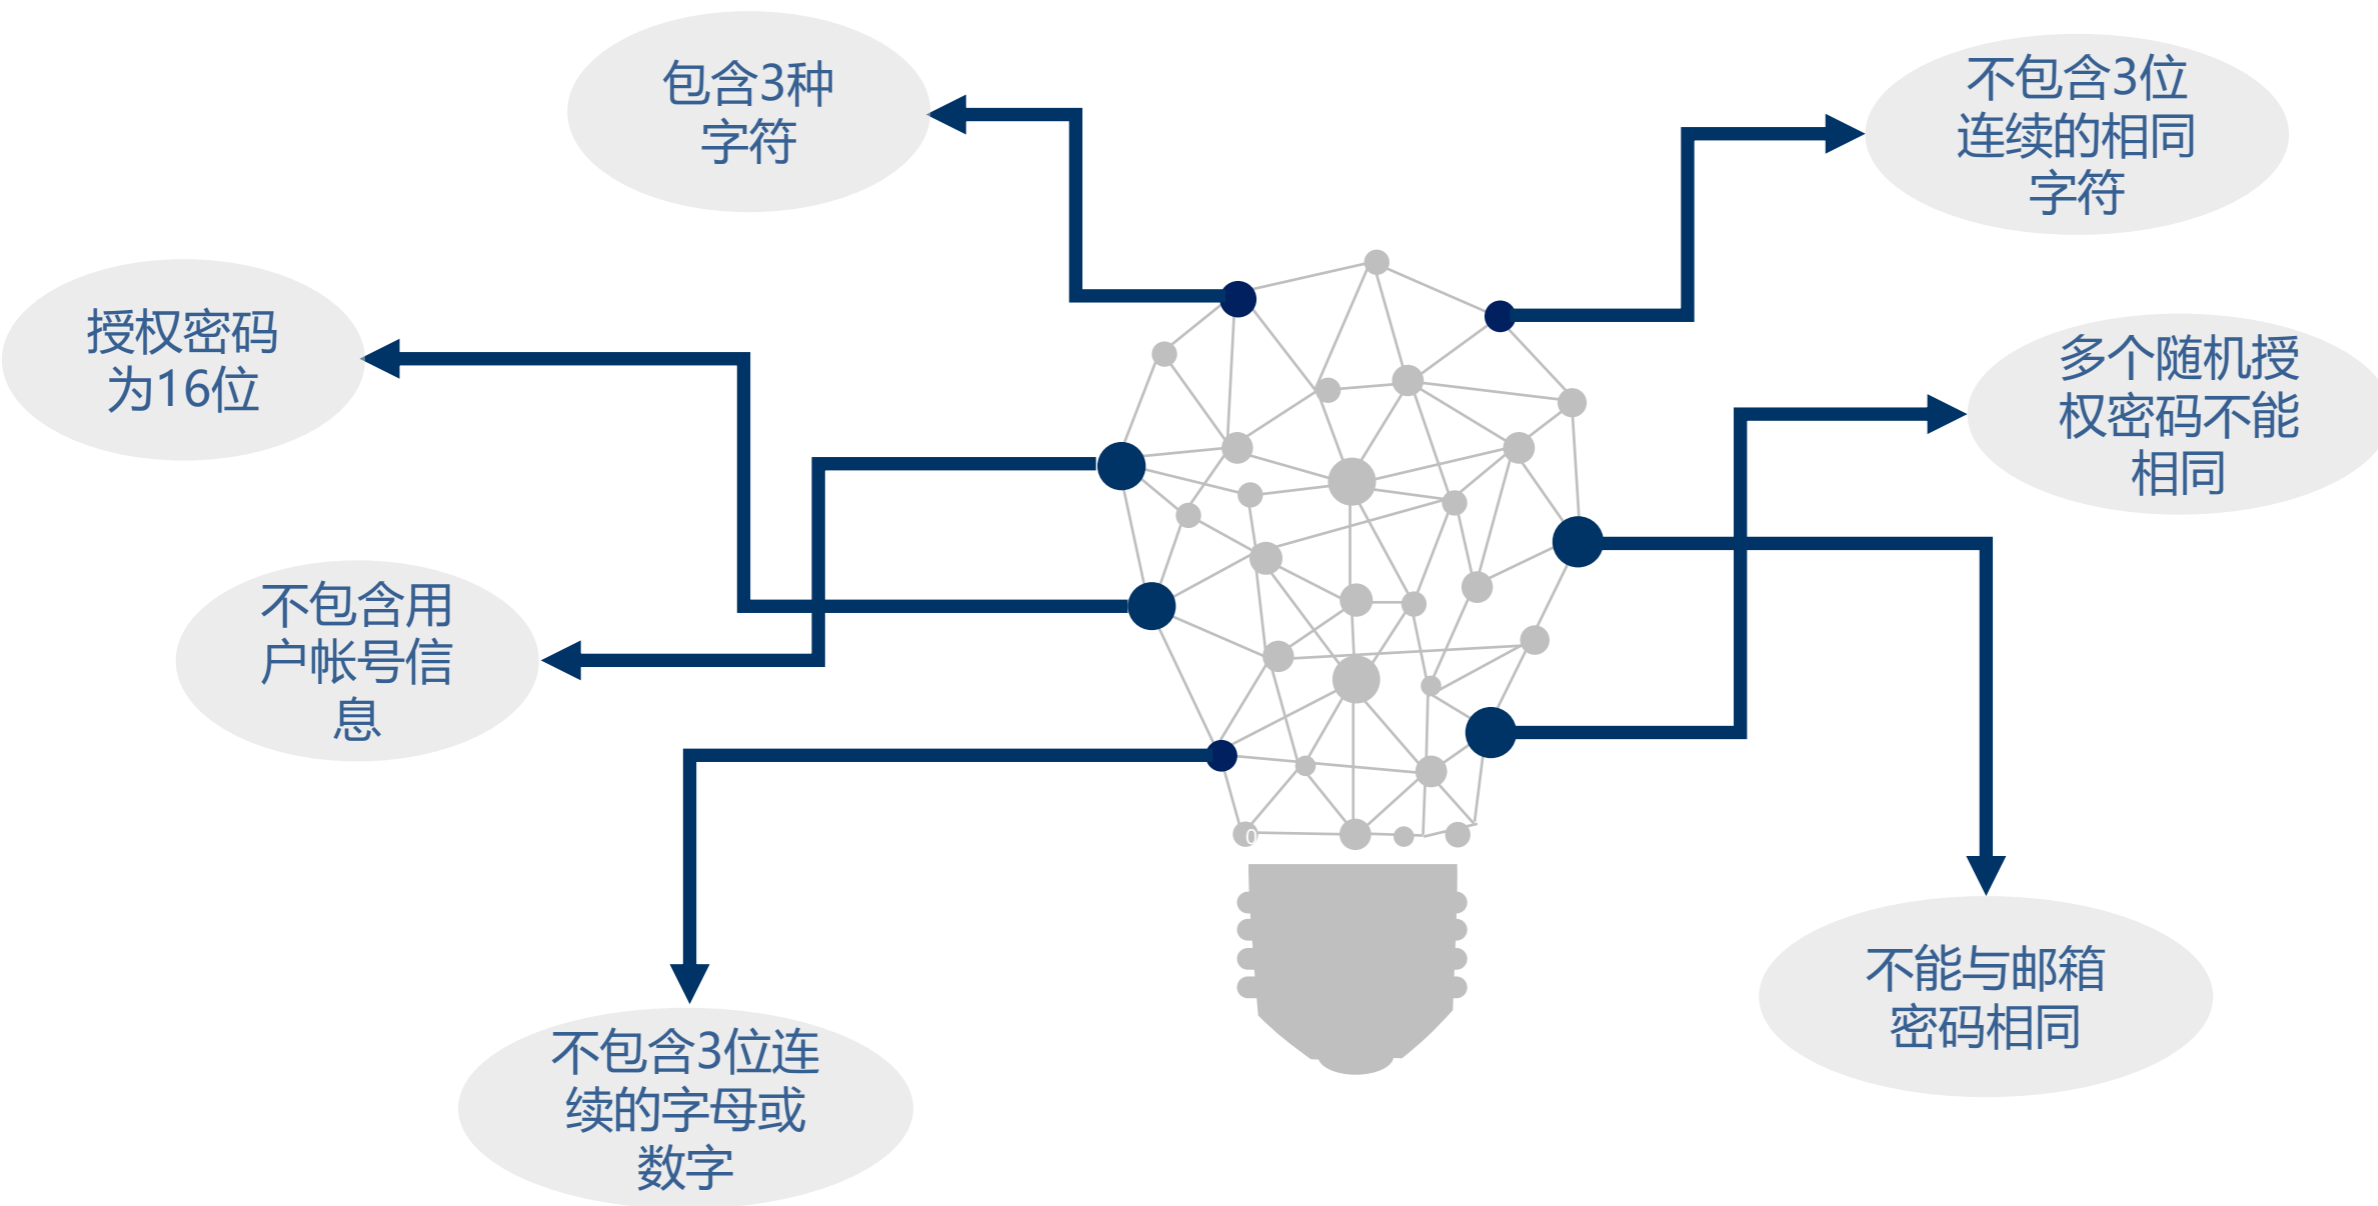 包含3种
字符
不包含3位
连续的相同
字符
授权密码
为16位
多个随机授
权密码不能
相同
不包含用
户帐号信
息
0
不能与邮箱
密码相同
不包含3位连
续的字母或
数字